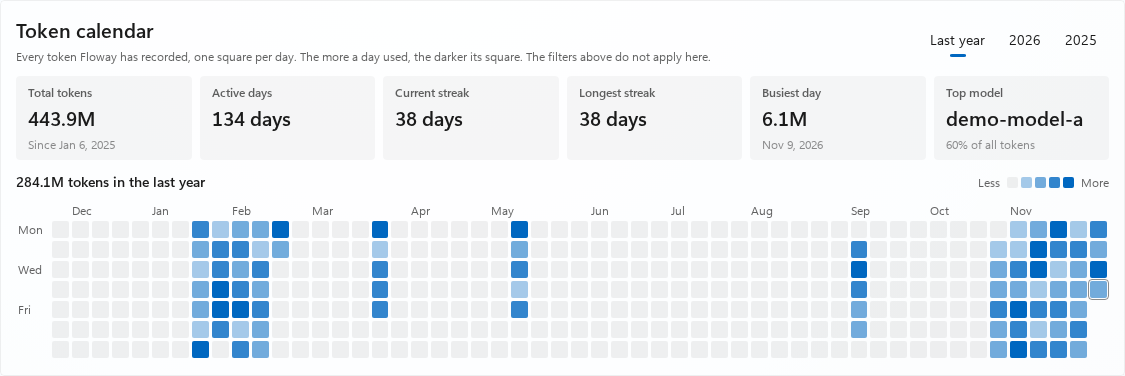 Token calendar
Every token Floway has recorded, one square per day. The more a day used, the darker its square. The filters above do not apply here.
Last year 2026 2025
Total tokens
443.9M
Since Jan 6, 2025
Active days
134 days
Current streak
38 days
Longest streak
38 days
Busiest day
6.1M
Nov 9, 2026
Top model
demo-model-a
60% of all tokens
284.1M tokens in the last year
Less More
Dec Jan Feb Mar Apr May Jun Jul Aug Sep Oct Nov
Mon
Wed
Fri